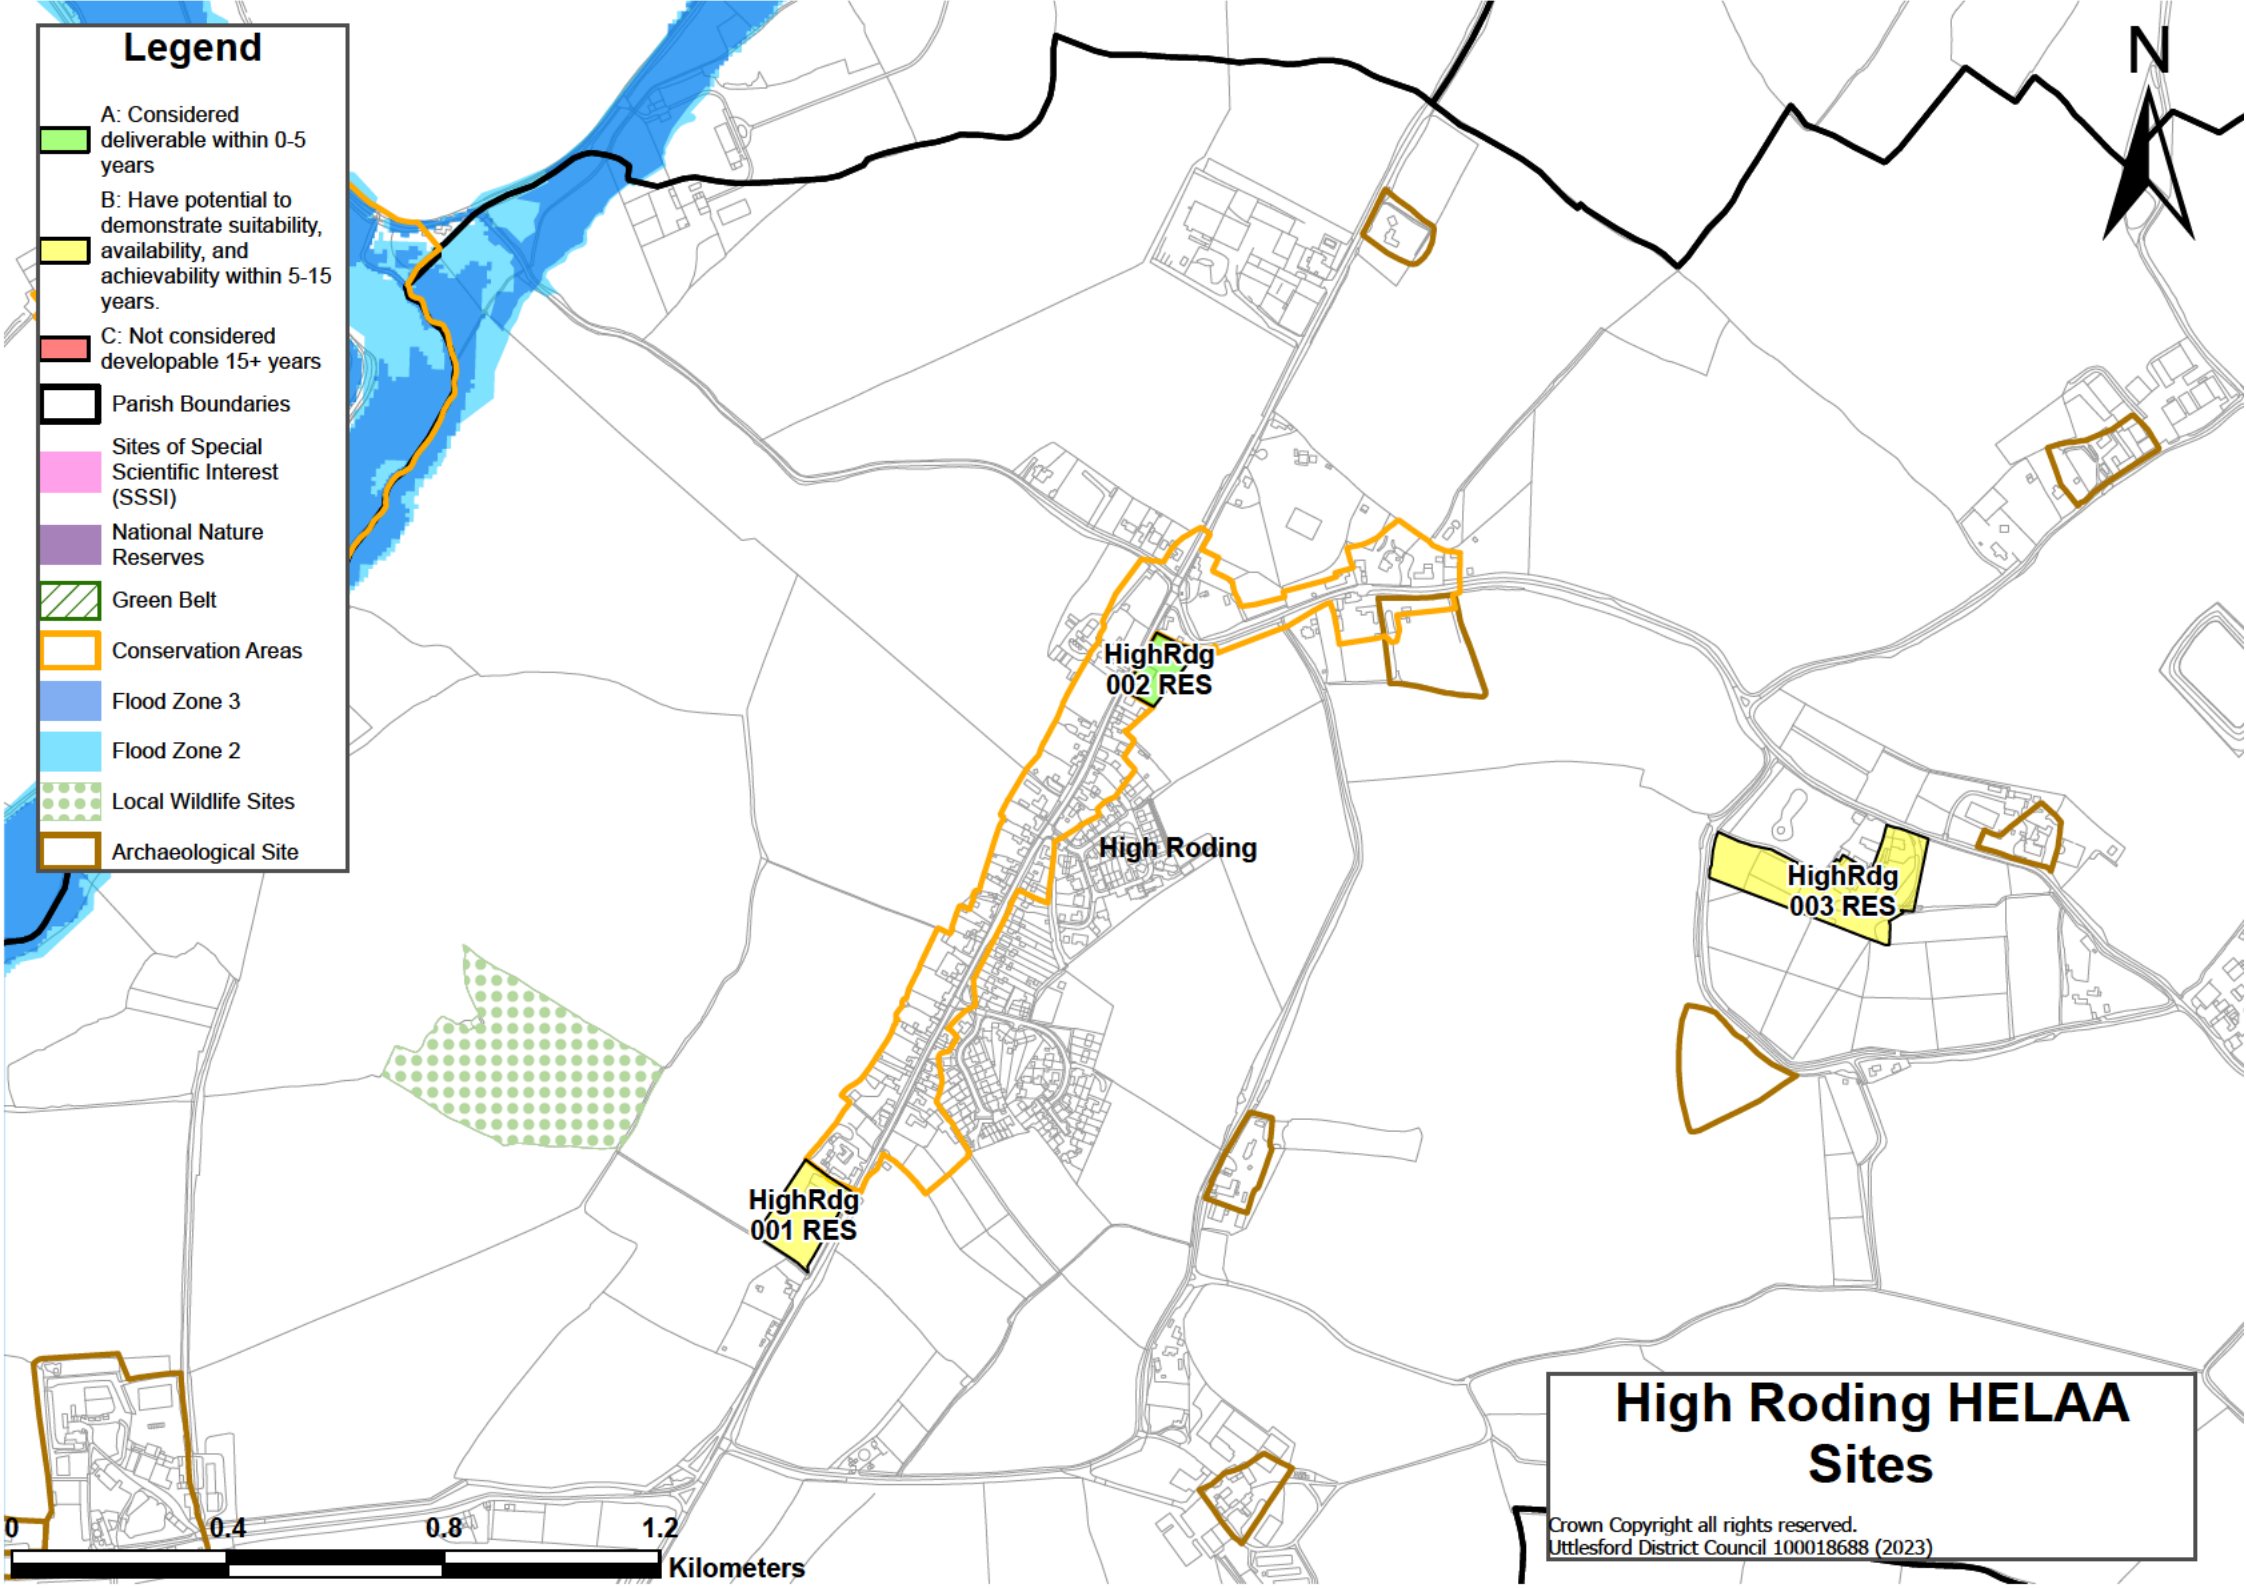 Legend
A: Considered
deliverable within 0-5
years
B: Have potential to
demonstrate suitability,
availability, and
achievability within 5-15
years.
C: Not considered
developable 15+ years
Parish Boundaries
Sites of Special
Scientific Interest
(SSSI)
National Nature
Reserves
Green Belt
Conservation Areas
Flood Zone 3
Flood Zone 2
Local Wildlife Sites
Archaeological Site
N
HighRdg
002 RES
High Roding
HighRdg
003 RES
HighRdg
001 RES
High Roding HELAA
Sites
Crown Copyright all rights reserved.
Uttlesford District Council 100018688 (2023)
0 0.4 0.8 1.2
Kilometers